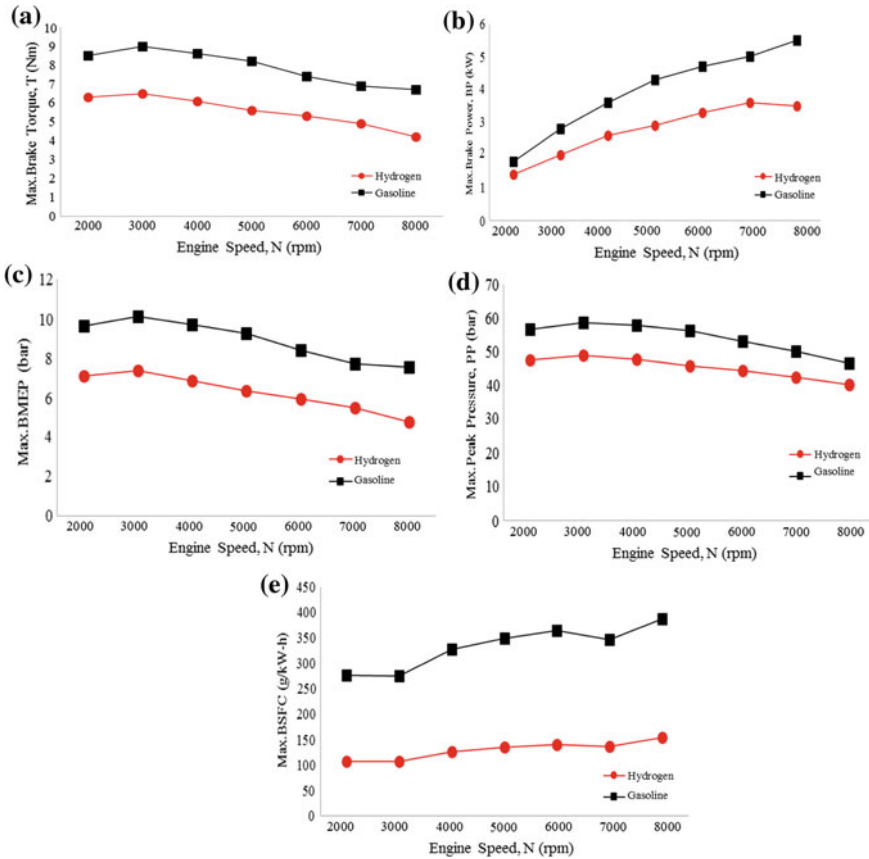 (a)
Max.Brake Torque, T (Nm)
10
9
8
7
6
5
4
3
2
1
0
Hydrogen
Gasoline
2000 3000 4000 5000 6000 7000 8000
Engine Speed, N (rpm)
(b)
Max.Brake Power, BP (kW)
6
5
4
3
2
1
0
Hydrogen
Gasoline
2000 3000 4000 5000 6000 7000 8000
Engine Speed, N (rpm)
(c)
Max.BMEP (bar)
12
10
8
6
4
2
0
Hydrogen
Gasoline
2000 3000 4000 5000 6000 7000 8000
Engine Speed, N (rpm)
(d)
Max.Peak Pressure, PP (bar)
70
60
50
40
30
20
10
0
Hydrogen
Gasoline
2000 3000 4000 5000 6000 7000 8000
Engine Speed, N (rpm)
(e)
Max.BSFC (g/kW-h)
450
400
350
300
250
200
150
100
50
0
Hydrogen
Gasoline
2000 3000 4000 5000 6000 7000 8000
Engine Speed, N (rpm)